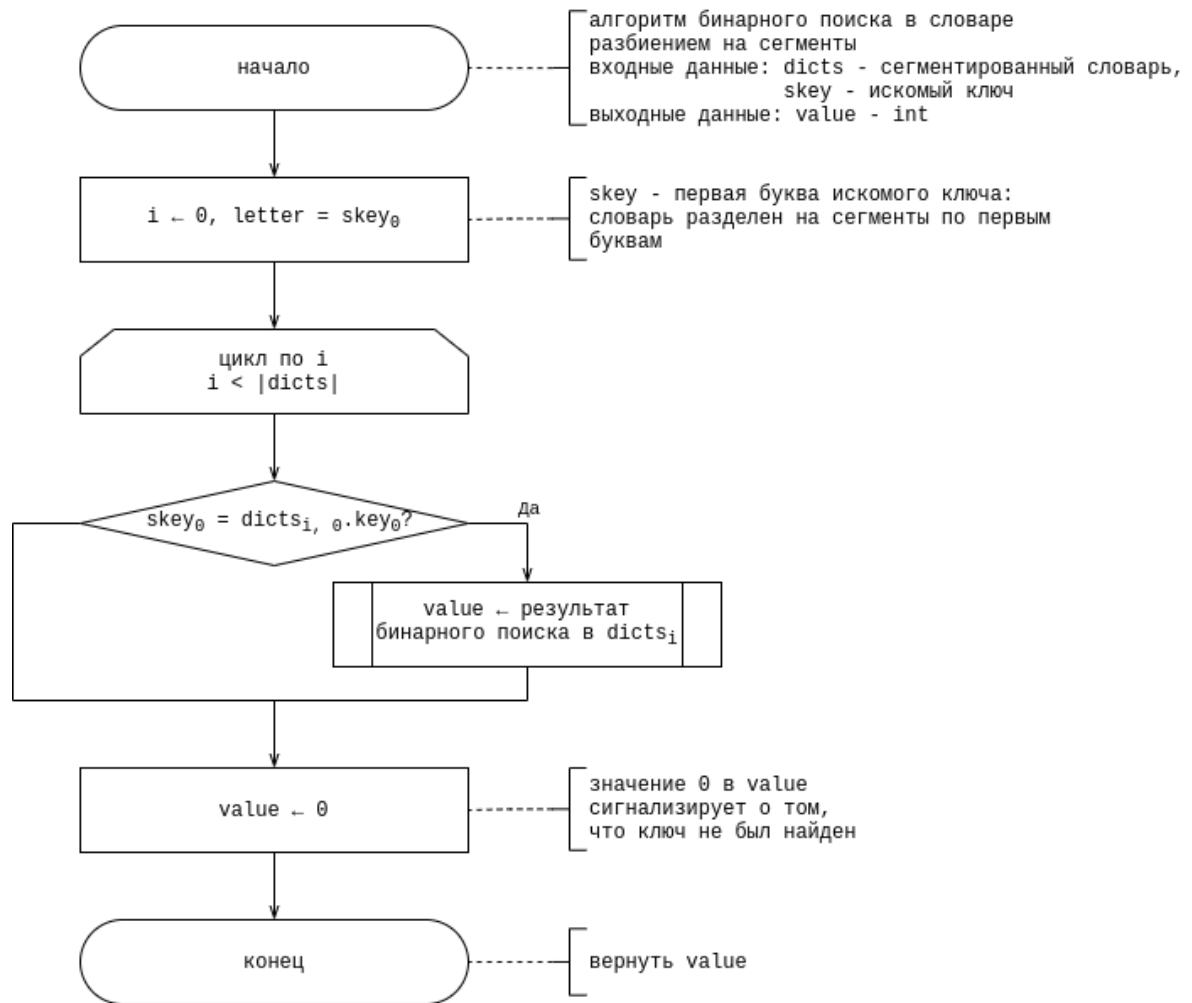 начало
алгоритм бинарного поиска в словаре
разбиением на сегменты
входные данные: dicts - сегментированный словарь,
skey - искомый ключ
выходные данные: value - int
i ← 0, letter = skey₀
skey - первая буква искомого ключа:
словарь разделен на сегменты по первым
буквам
цикл по i
i < |dicts|
skey₀ = dictsᵢ, ₀.key₀?
Да
value ← результат
бинарного поиска в dictsᵢ
value ← 0
значение 0 в value
сигнализирует о том,
что ключ не был найден
конец
вернуть value